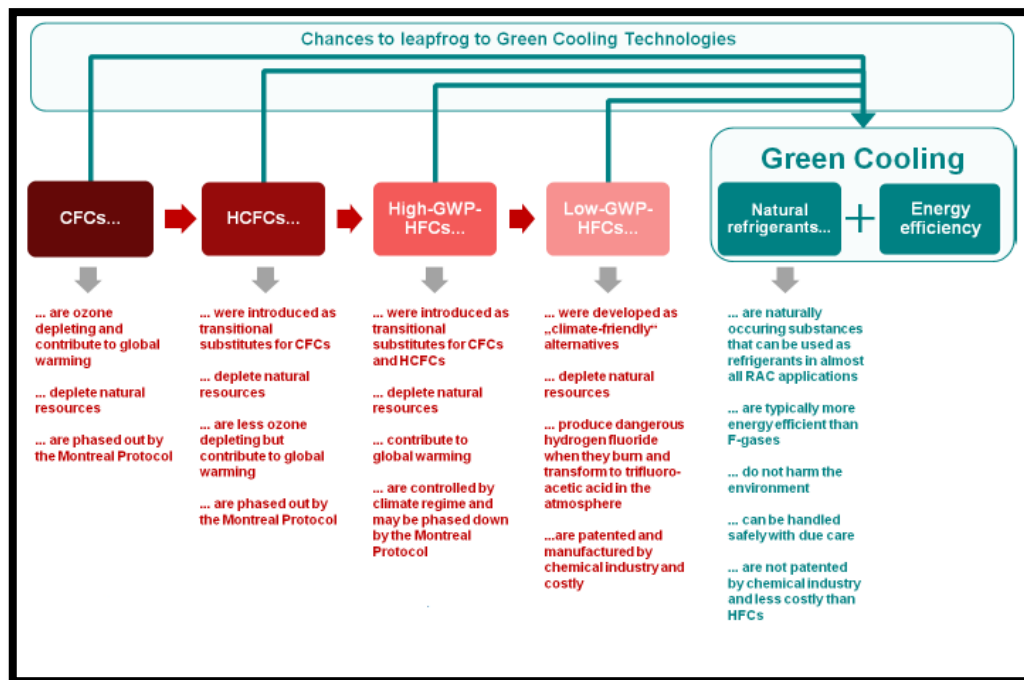 Chances to leapfrog to Green Cooling Technologies
Green Cooling
CFCs...
HCFCs...
High-GWP-
HFCs...
Low-GWP-
HFCs...
Natural
refrigerants...
+
Energy
efficiency
... are ozone
depleting and
contribute to global
warming
... deplete natural
resources
... are phased out by
the Montreal Protocol
... were introduced as
transitional
substitutes for CFCs
... deplete natural
resources
... are less ozone
depleting but
contribute to global
warming
... are phased out by
the Montreal Protocol
... were introduced as
transitional
substitutes for CFCs
and HCFCs
... deplete natural
resources
... contribute to
global warming
... are controlled by
climate regime and
may be phased down
by the Montreal
Protocol
... were developed as
„climate-friendly“
alternatives
... deplete natural
resources
... produce dangerous
hydrogen fluoride
when they burn and
transform to trifluoro-
acetic acid in the
atmosphere
...are patented and
manufactured by
chemical industry and
costly
... are naturally
occuring substances
that can be used as
refrigerants in almost
all RAC applications
... are typically more
energy efficient than
F-gases
... do not harm the
environment
... can be handled
safely with due care
... are not patented
by chemical industry
and less costly than
HFCs